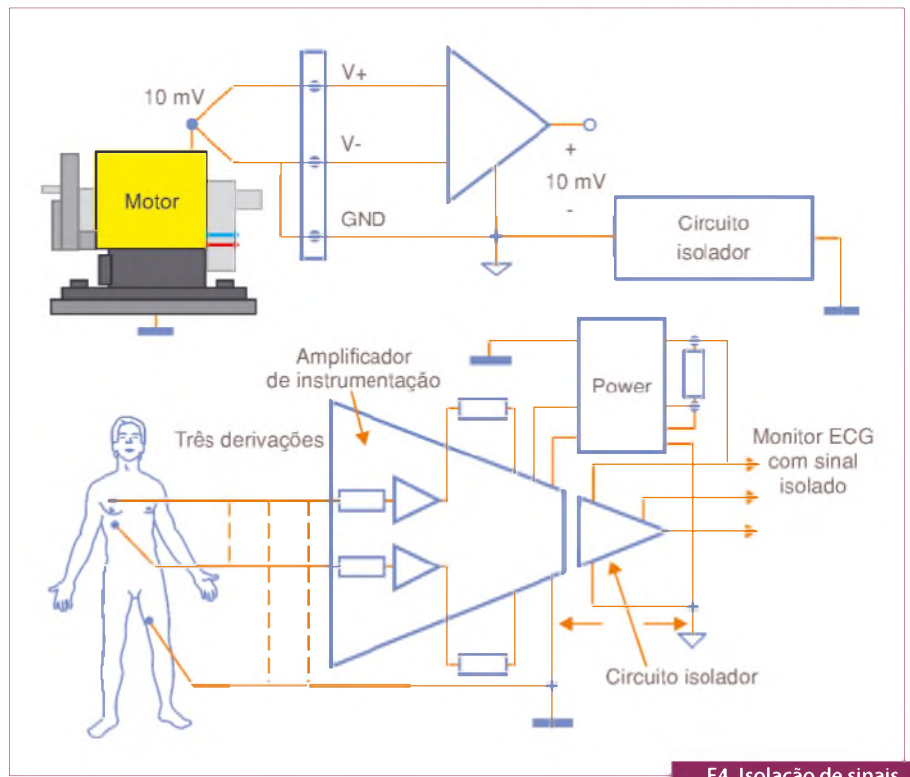 V+
10 mV
V-
Motor
+
10 mV
-
GND
Circuito
isolador
Amplificador
de instrumentação
Power
Três derivações
Monitor ECG
com sinal
isolado
Circuito isolador
F4. Isolação de sinais